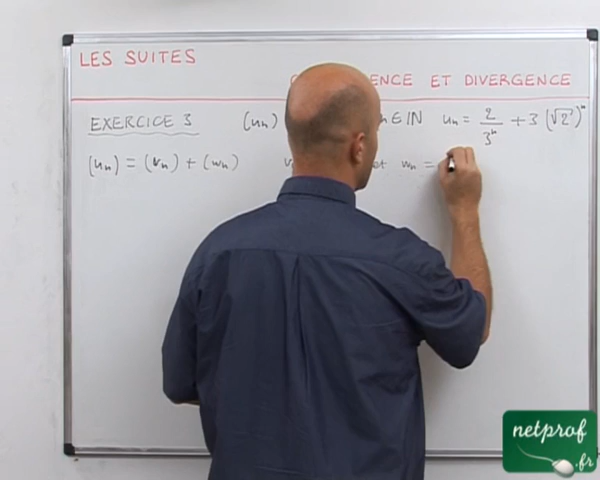 LES SUITES
ENCE ET DIVERGENCE
EXERCICE 3 (uₙ) n ∈ ℕ uₙ = 2/3ⁿ + 3 (√2)ⁿ
(uₙ) = (vₙ) + (wₙ) et wₙ =
netprof
.fr